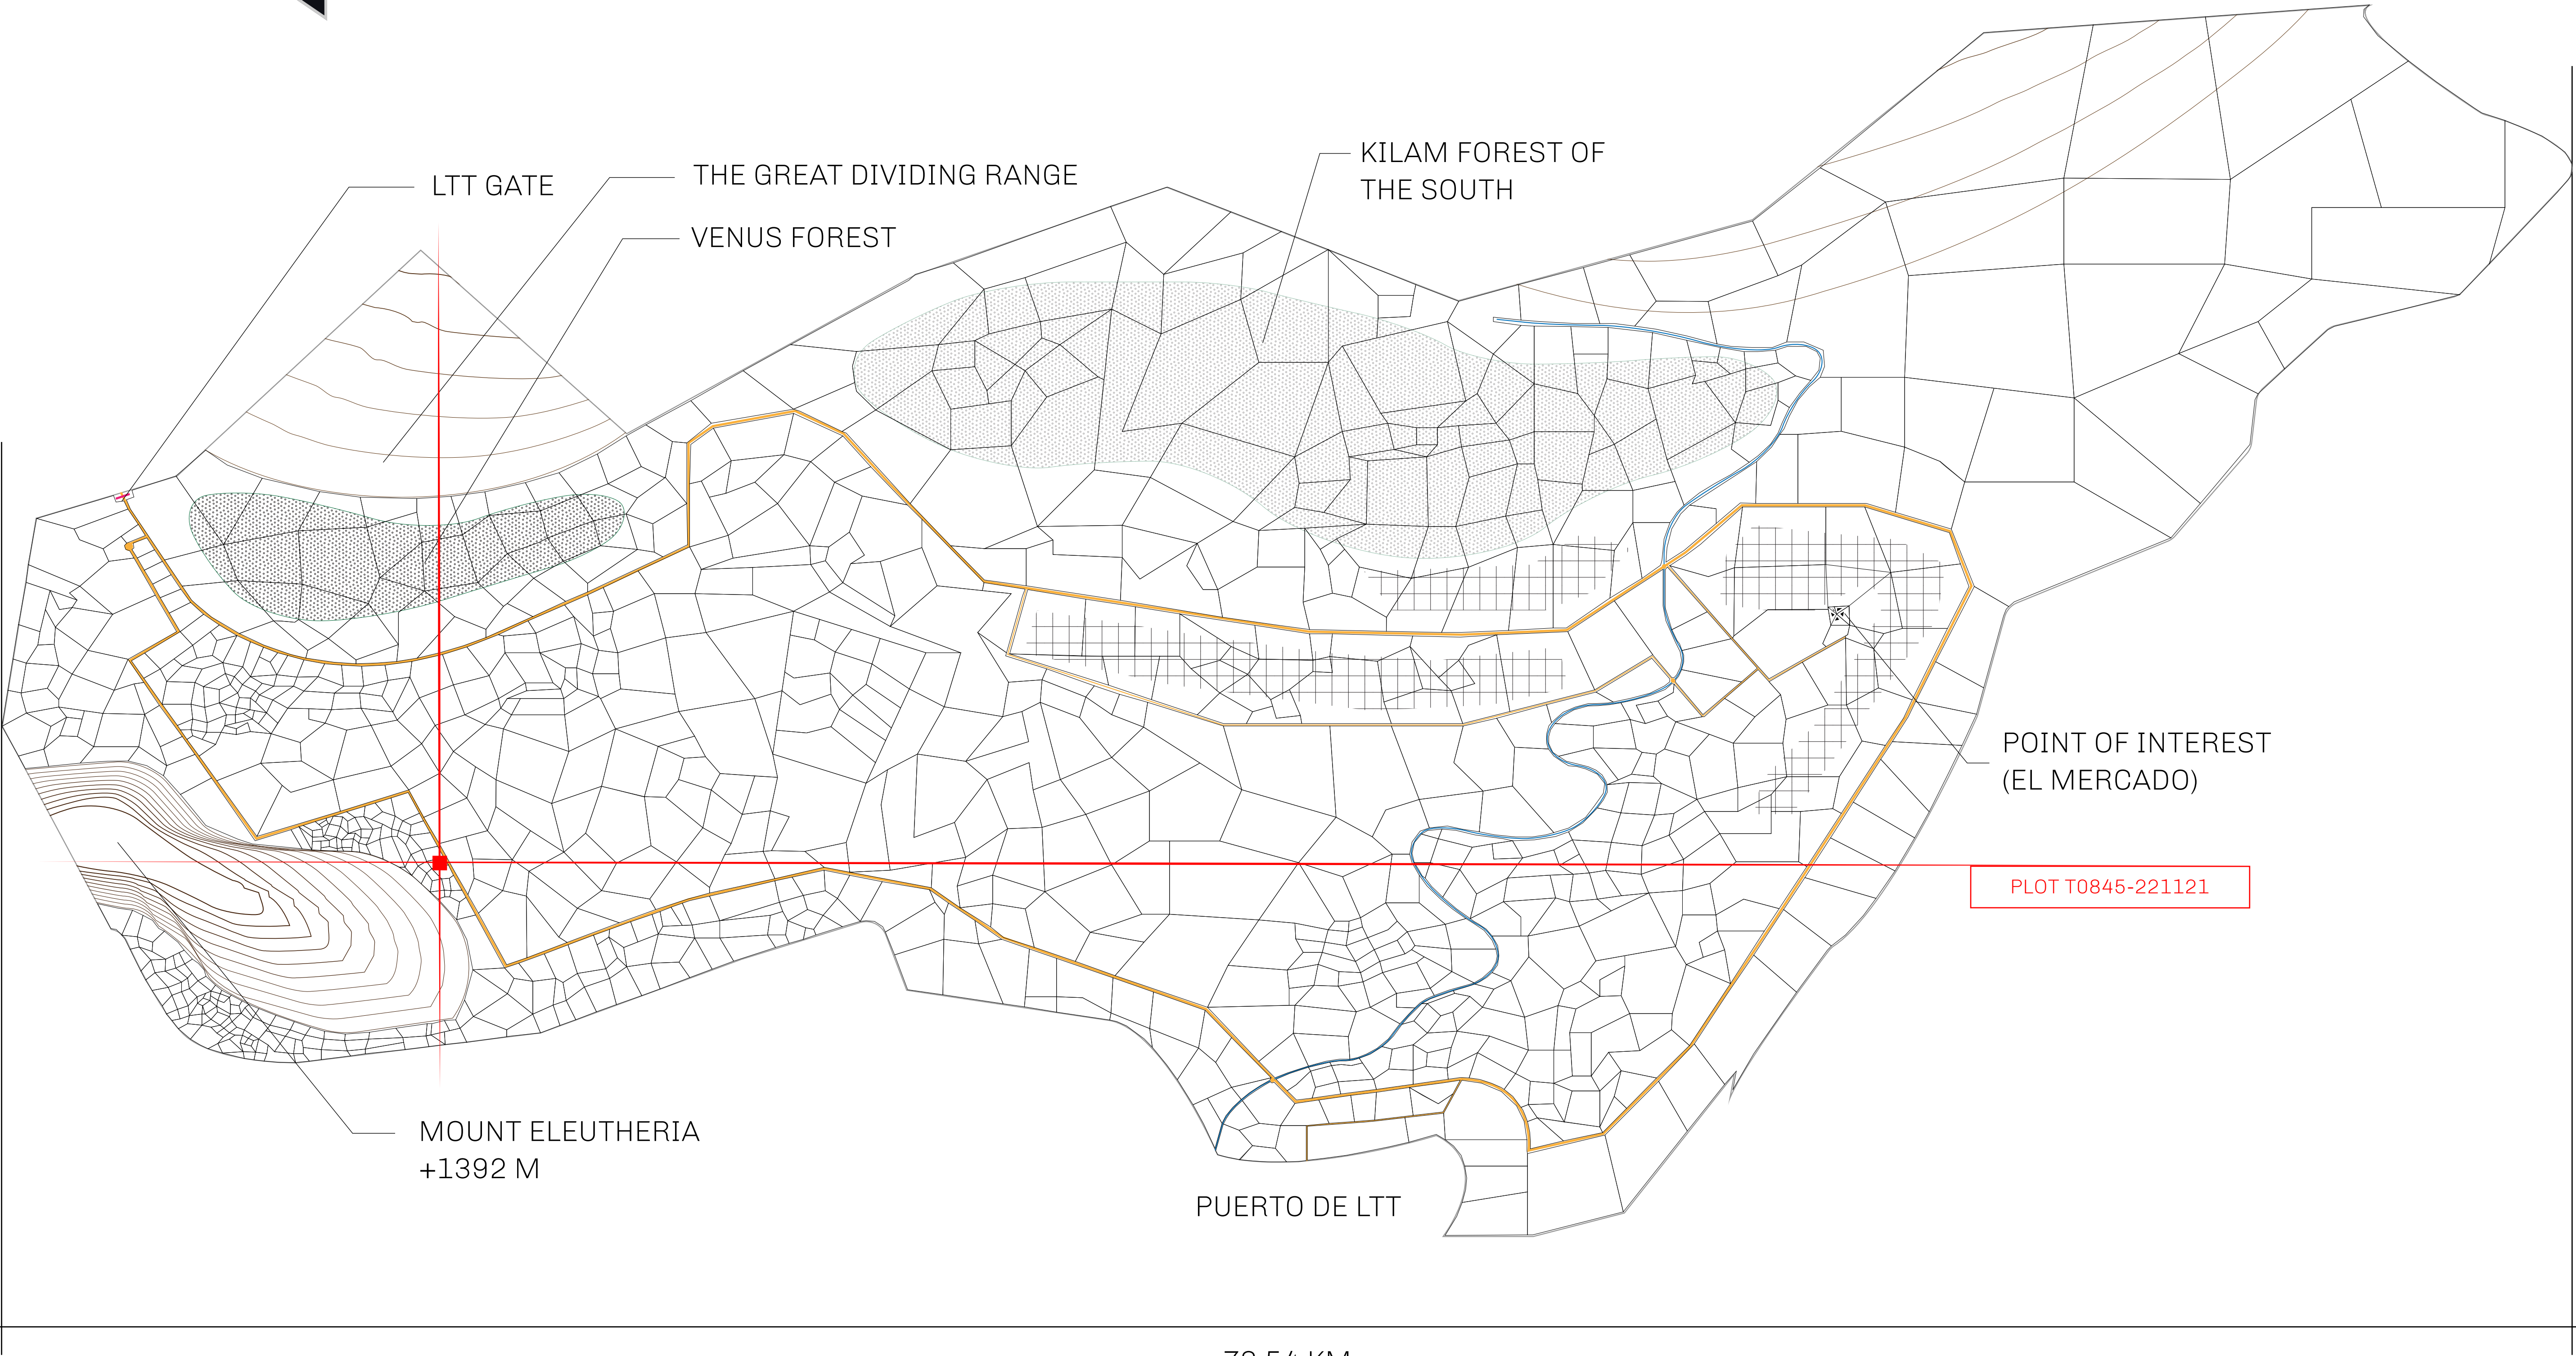 KILAM FOREST OF
THE SOUTH
LTT GATE
THE GREAT DIVIDING RANGE
VENUS FOREST
POINT OF INTEREST
(EL MERCADO)
PLOT T0845-221121
MOUNT ELEUTHERIA
+1392 M
PUERTO DE LTT
KM